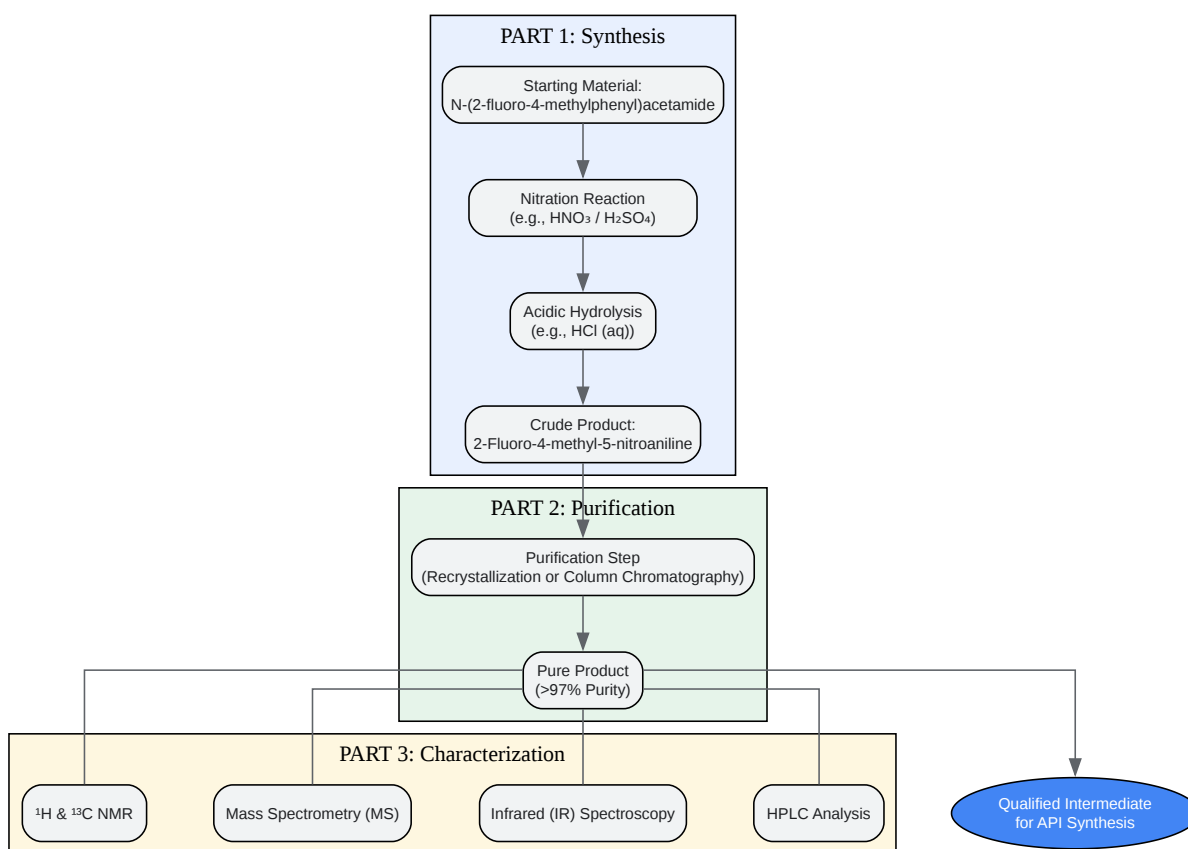 PART 1: Synthesis
Starting Material:
N-(2-fluoro-4-methylphenyl)acetamide
Nitration Reaction
(e.g., HNO₃ / H₂SO₄)
Acidic Hydrolysis
(e.g., HCl (aq))
Crude Product:
2-Fluoro-4-methyl-5-nitroaniline
PART 2: Purification
Purification Step
(Recrystallization or Column Chromatography)
Pure Product
(>97% Purity)
PART 3: Characterization
¹H & ¹³C NMR
Mass Spectrometry (MS)
Infrared (IR) Spectroscopy
HPLC Analysis
Qualified Intermediate
for API Synthesis